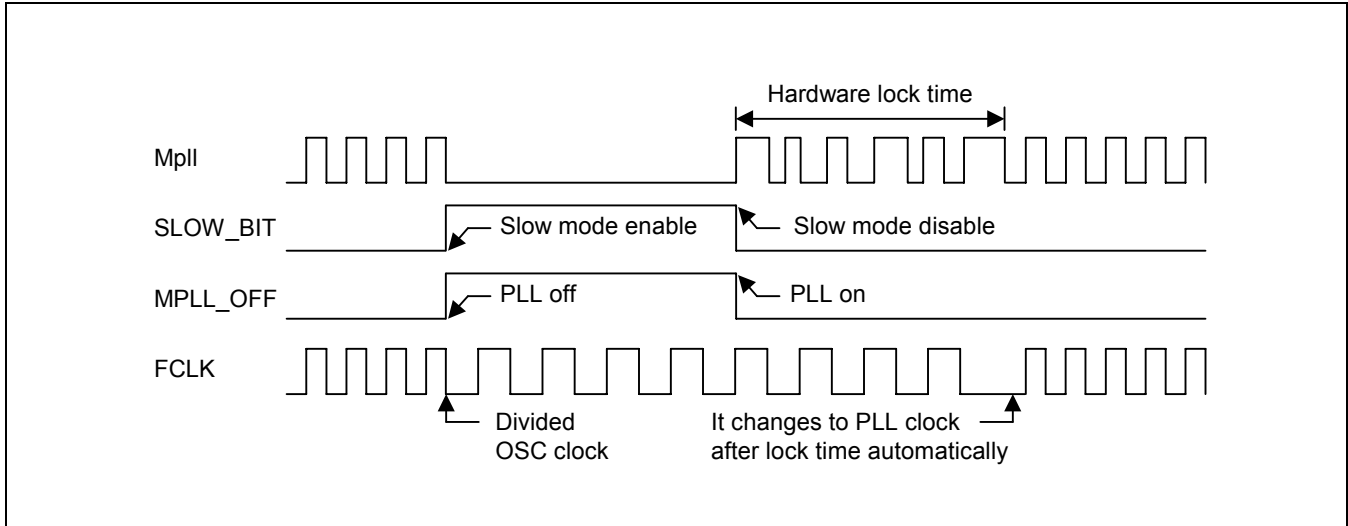 Hardware lock time
Mpll
SLOW_BIT
Slow mode enable
Slow mode disable
MPLL_OFF
PLL off
PLL on
FCLK
Divided
OSC clock
It changes to PLL clock
after lock time automatically